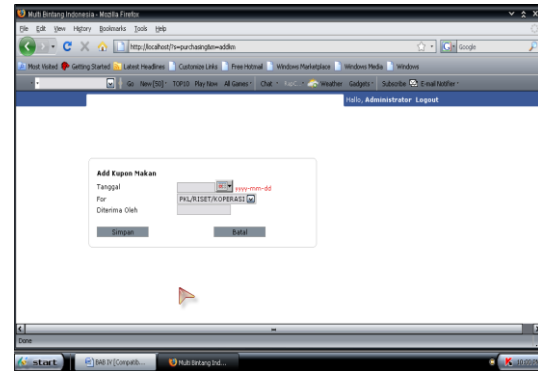 Multi Bintang Indonesia - Mozilla Firefox
File Edit View History Bookmarks Tools Help
http://localhost/?s=purchasing&m=addkm
Google
Most Visited Getting Started Latest Headlines Customize Links Free Hotmail Windows Marketplace Windows Media Windows
Go New [50] TOP10 Play Now All Games Chat Weather Gadgets Subscribe E-mail Notifier
Hallo, Administrator Logout
Add Kupon Makan
Tanggal yyyy-mm-dd
For PKL/RISET/KOPERASI
Diterima Oleh
Simpan Batal
Done
start BAB IV [Compatib... Multi Bintang Ind...